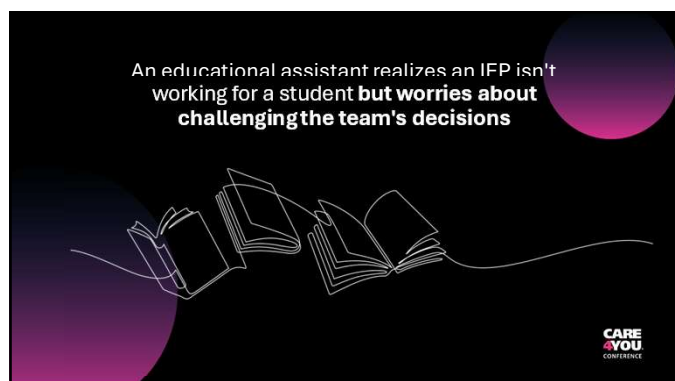 An educational assistant realizes an IEP isn't
working for a student but worries about
challenging the team's decisions
CARE
4YOU
CONFERENCE